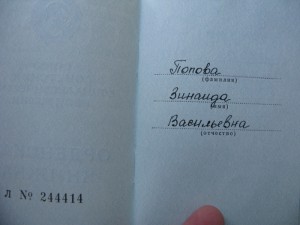 Попова
(фамилия)
Зинаида
(имя)
Васильевна
(отчество)
Л № 244414